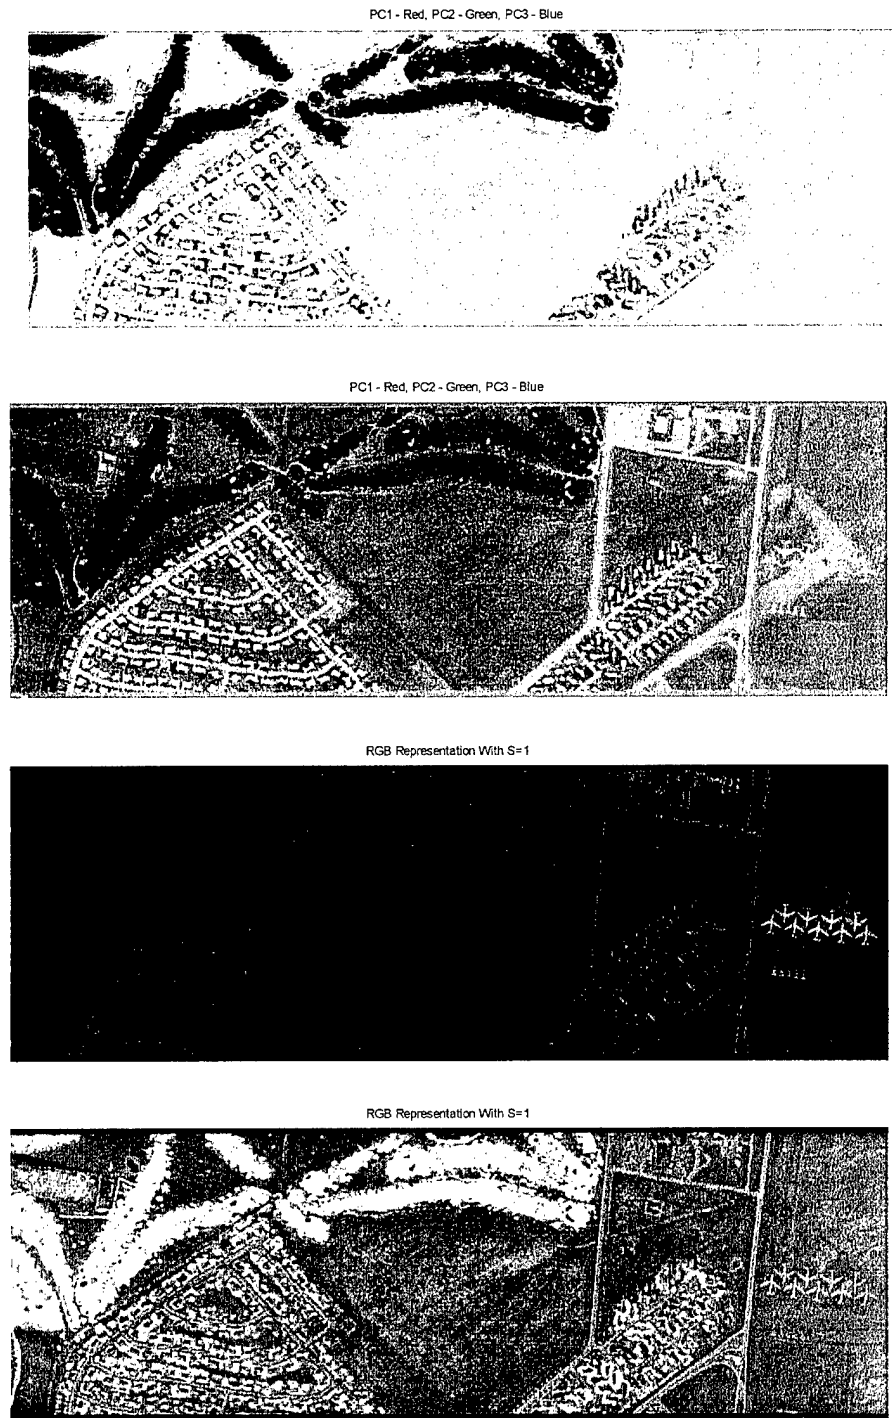 PC1 - Red, PC2 - Green, PC3 - Blue
PC1 - Red, PC2 - Green, PC3 - Blue
RGB Representation With S=1
RGB Representation With S=1